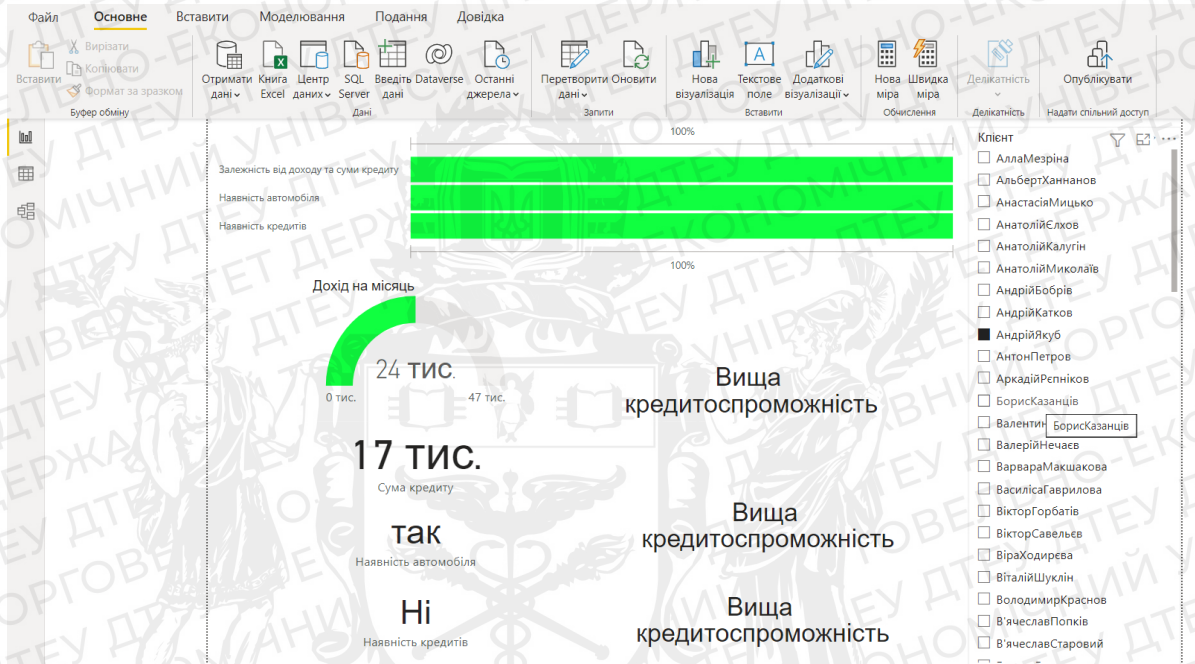 Файл Основне Вставити Моделювання Подання Довідка
Вставити
Вирізати
Копіювати
Формат за зразком
Буфер обміну
Отримати дані
Книга Excel
Центр даних
SQL Server
Введіть дані
Dataverse
Останні джерела
Дані
Перетворити дані
Оновити
Запити
Нова візуалізація
Текстове поле
Додаткові візуалізації
Вставити
Нова міра
Швидка міра
Обчислення
Делікатність
Делікатність
Опублікувати
Надати спільний доступ
100%
Залежність від доходу та суми кредиту
Наявність автомобіля
Наявність кредитів
100%
Дохід на місяць
24 тис.
0 тис.
47 тис.
Вища
кредитоспроможність
17 тис.
Сума кредиту
Вища
кредитоспроможність
так
Наявність автомобіля
Ні
Наявність кредитів
Вища
кредитоспроможність
Клієнт
АллаМезріна
АльбертХаннанов
АнастасіяМицько
АнатолійЄлхов
АнатолійКалугін
АнатолійМиколаїв
АндрійБобрів
АндрійКатков
АндрійЯкуб
АнтонПетров
АркадійРєпніков
БорисКазанців
Валентин
БорисКазанців
ВалерійНечаєв
ВарвараМакшакова
ВасилісаГаврилова
ВікторГорбатів
ВікторСавельєв
ВіраХодирєва
ВіталійШуклін
ВолодимирКраснов
В'ячеславПопків
В'ячеславСтаровий